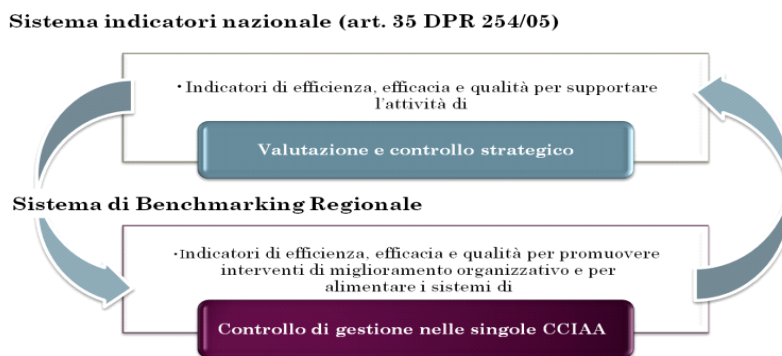 Sistema indicatori nazionale (art. 35 DPR 254/05)
•Indicatori di efficienza, efficacia e qualità per supportare
l'attività di
Valutazione e controllo strategico
Sistema di Benchmarking Regionale
•Indicatori di efficienza, efficacia e qualità per promuovere
interventi di miglioramento organizzativo e per
alimentare i sistemi di
Controllo di gestione nelle singole CCIAA